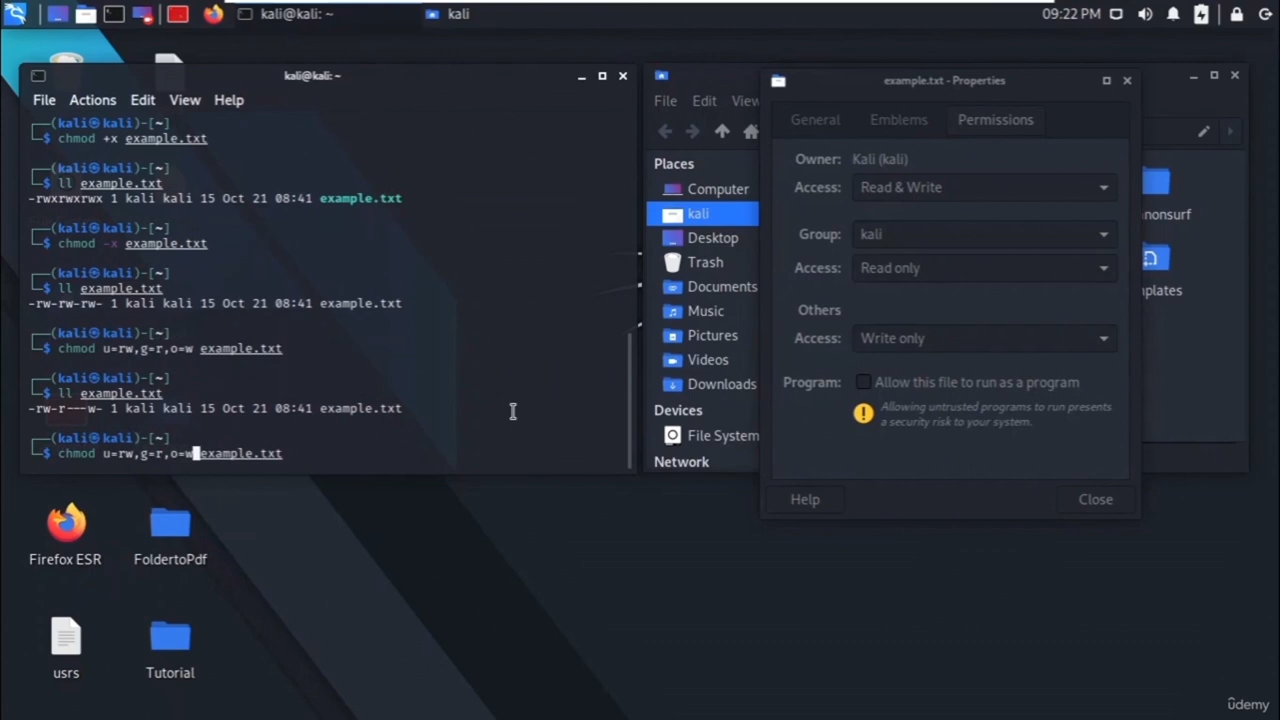 kali@kali: ~
kali
09:22 PM
kali@kali:~
File Actions Edit View Help
┌──(kali㉿kali)-[~]
└─$ chmod +x example.txt
┌──(kali㉿kali)-[~]
└─$ ll example.txt
-rwxrwxrwx 1 kali kali 15 Oct 21 08:41 example.txt
┌──(kali㉿kali)-[~]
└─$ chmod -x example.txt
┌──(kali㉿kali)-[~]
└─$ ll example.txt
-rw-rw-rw- 1 kali kali 15 Oct 21 08:41 example.txt
┌──(kali㉿kali)-[~]
└─$ chmod u=rw,g=r,o=w example.txt
┌──(kali㉿kali)-[~]
└─$ ll example.txt
-rw-r---w- 1 kali kali 15 Oct 21 08:41 example.txt
┌──(kali㉿kali)-[~]
└─$ chmod u=rw,g=r,o=w example.txt
File Edit View
Places
Computer
kali
Desktop
Trash
Documents
Music
Pictures
Videos
Downloads
Devices
File System
Network
nonsurf
mplates
example.txt - Properties
General Emblems Permissions
Owner: Kali (kali)
Access: Read & Write
Group: kali
Access: Read only
Others
Access: Write only
Program: Allow this file to run as a program
Allowing untrusted programs to run presents
a security risk to your system.
Help Close
Firefox ESR
FoldertoPdf
usrs
Tutorial
ûdemy